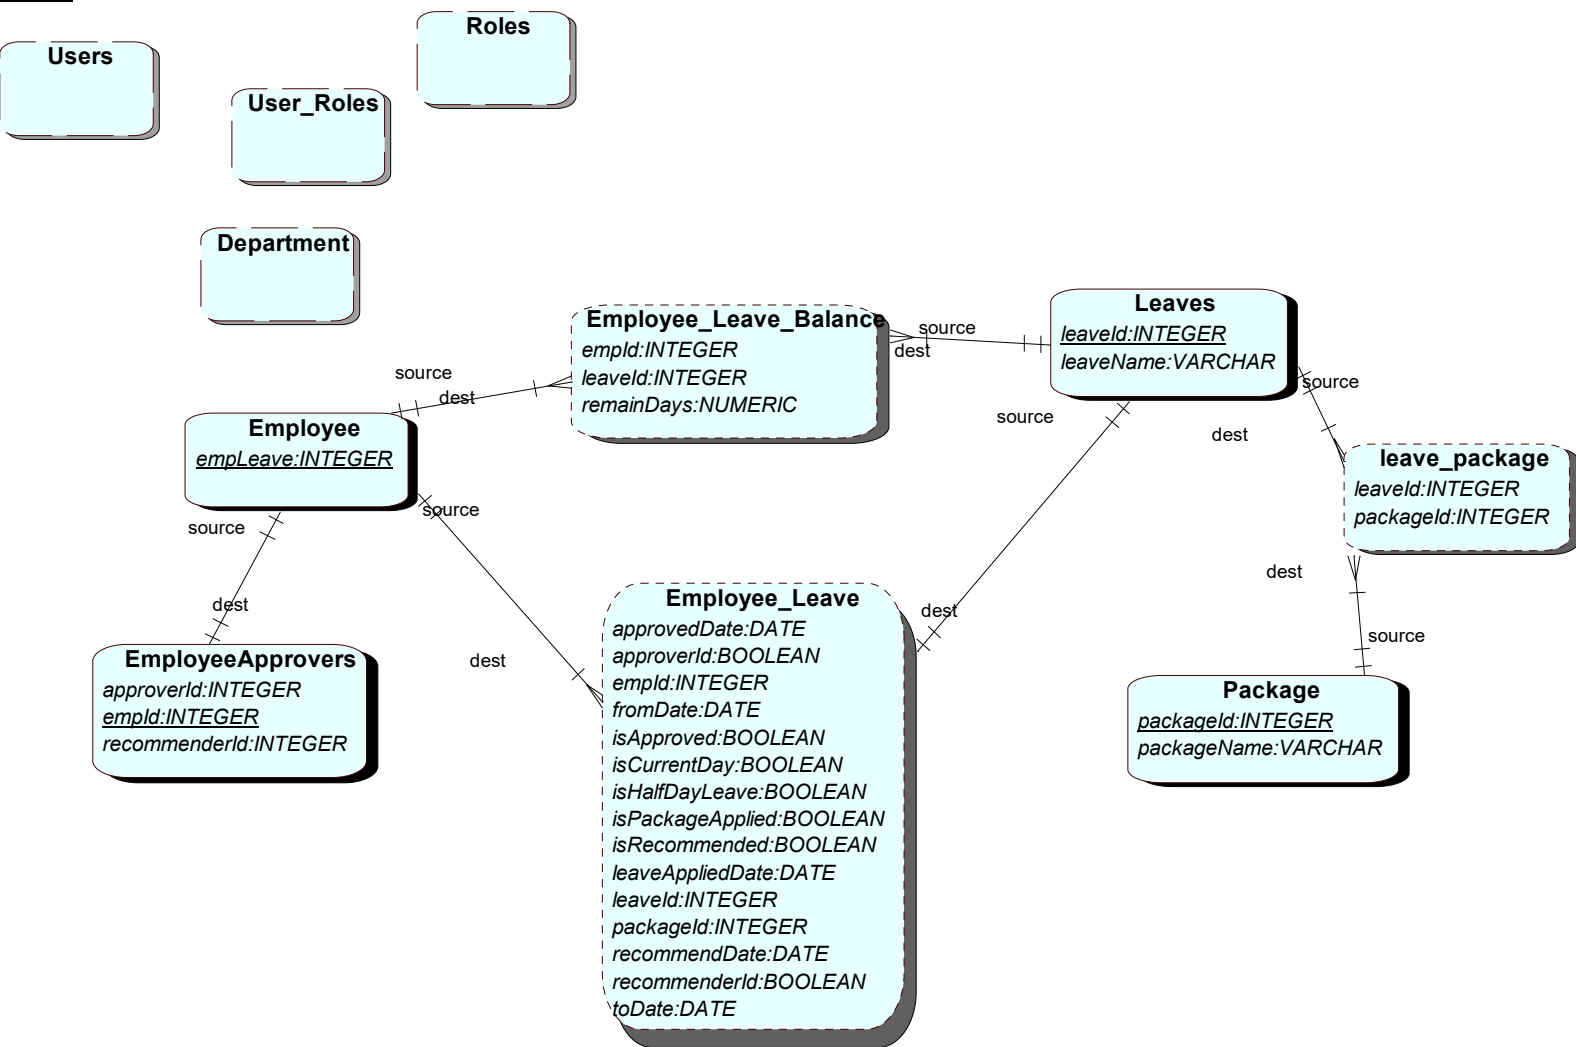 Roles
Users
User_Roles
Department
Employee_Leave_Balance
empId:INTEGER
leaveId:INTEGER
remainDays:NUMERIC
source
dest
Leaves
leaveId:INTEGER
leaveName:VARCHAR
source
dest
Employee
empLeave:INTEGER
source
dest
source
dest
leave_package
leaveId:INTEGER
packageId:INTEGER
source
source
dest
EmployeeApprovers
approverId:INTEGER
empId:INTEGER
recommenderId:INTEGER
source
dest
Employee_Leave
approvedDate:DATE
approverId:BOOLEAN
empId:INTEGER
fromDate:DATE
isApproved:BOOLEAN
isCurrentDay:BOOLEAN
isHalfDayLeave:BOOLEAN
isPackageApplied:BOOLEAN
isRecommended:BOOLEAN
leaveAppliedDate:DATE
leaveId:INTEGER
packageId:INTEGER
recommendDate:DATE
recommenderId:BOOLEAN
toDate:DATE
dest
dest
source
Package
packageId:INTEGER
packageName:VARCHAR